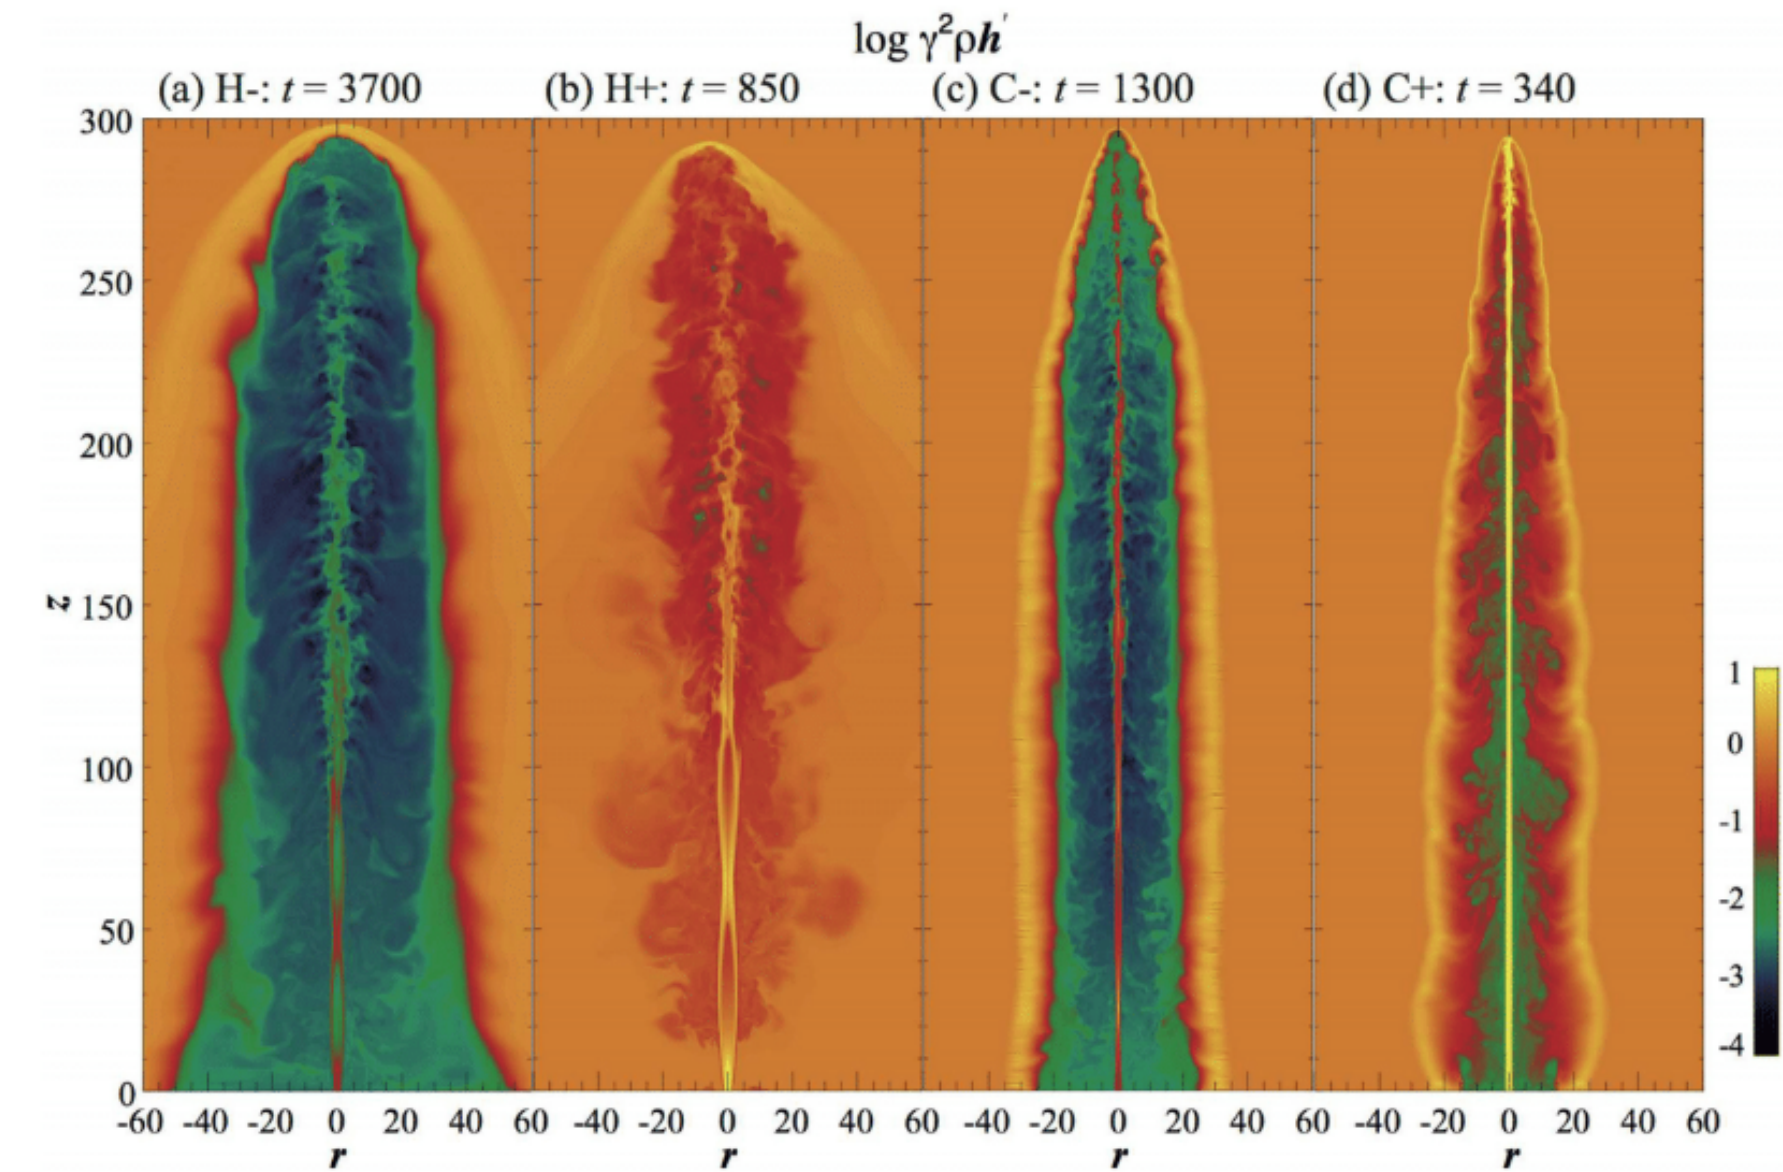 log γ²ρh′
(a) H-: t = 3700
(b) H+: t = 850
(c) C-: t = 1300
(d) C+: t = 340
300
250
200
150
100
50
0
z
-60 -40 -20 0 20 40 60
-40 -20 0 20 40 60
-40 -20 0 20 40 60
-40 -20 0 20 40 60
r
r
r
r
1
0
-1
-2
-3
-4